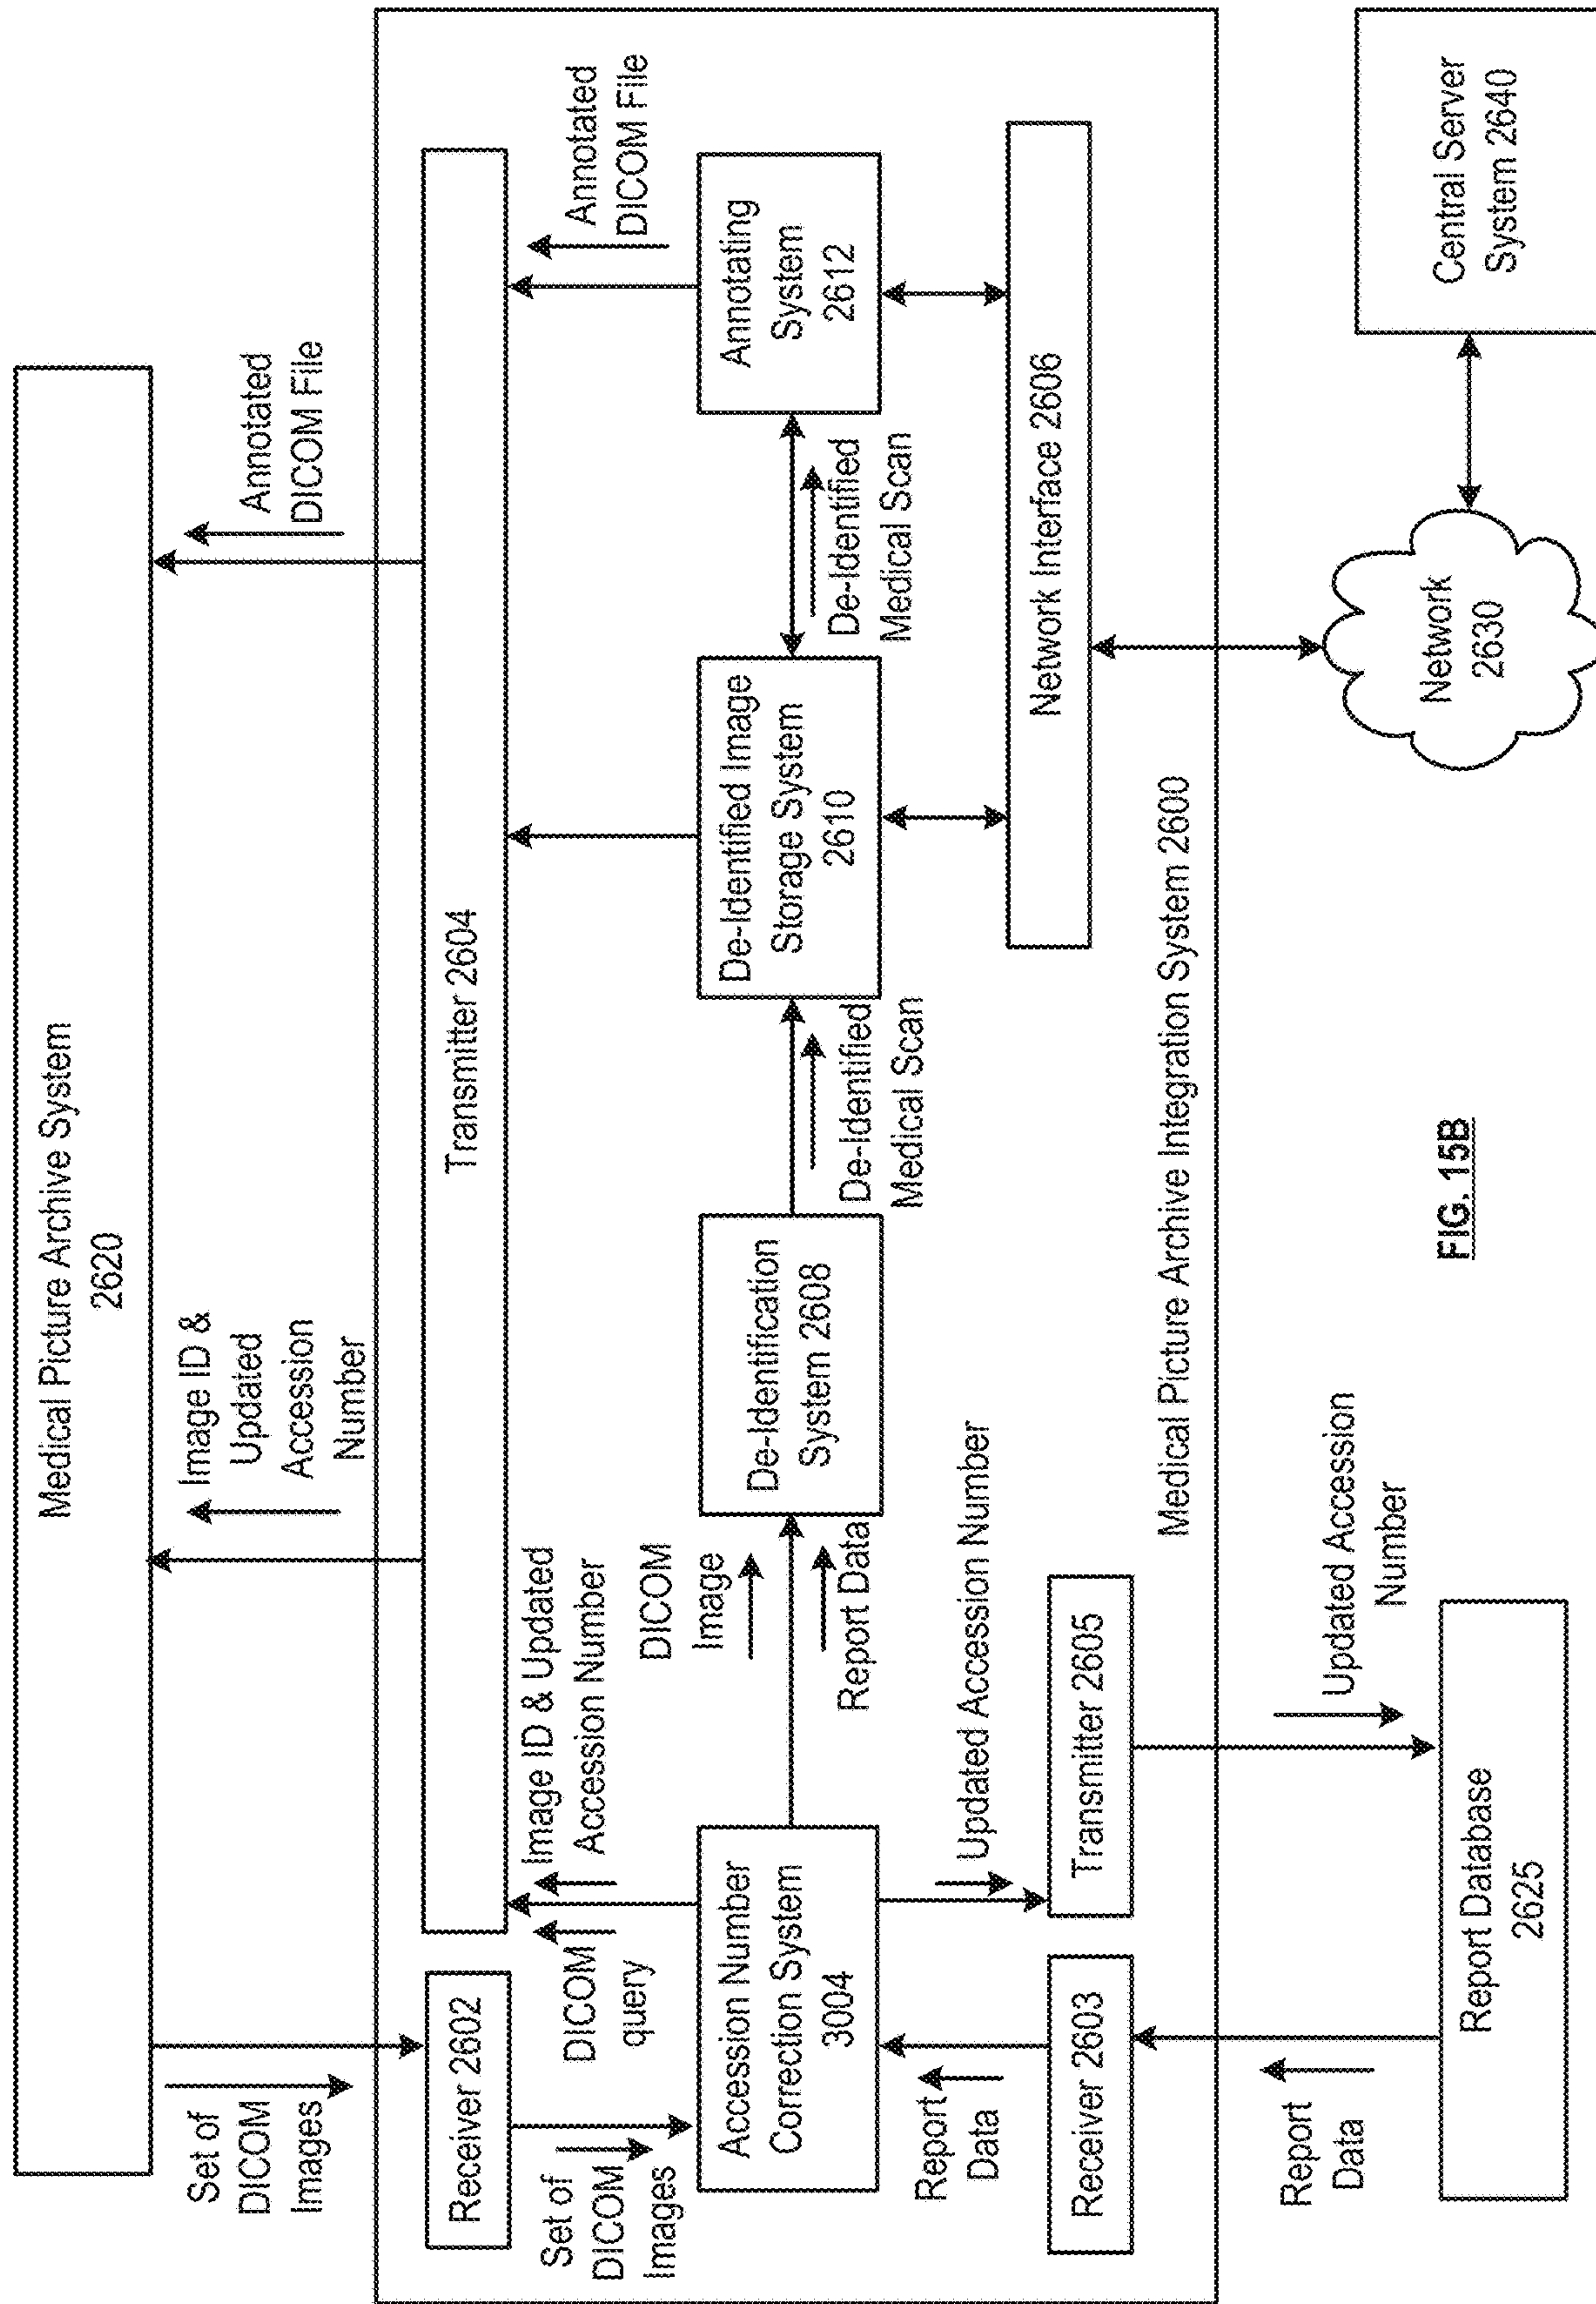 Medical Picture Archive System
2620
Set of
DICOM
Images
Image ID &
Updated
Accession
Number
Annotated
DICOM File
Receiver 2602
Transmitter 2604
Set of
DICOM
Images
DICOM
query
Image ID & Updated
Accession Number
DICOM
Image
Report Data
Annotated
DICOM File
Accession Number
Correction System
3004
De-Identification
System 2608
De-Identified
Medical Scan
De-Identified Image
Storage System
2610
De-Identified
Medical Scan
Annotating
System
2612
Report
Data
Updated Accession Number
Receiver 2603
Transmitter 2605
Network Interface 2606
Medical Picture Archive Integration System 2600
Report
Data
Updated Accession
Number
Report Database
2625
FIG. 15B
Network
2630
Central Server
System 2640